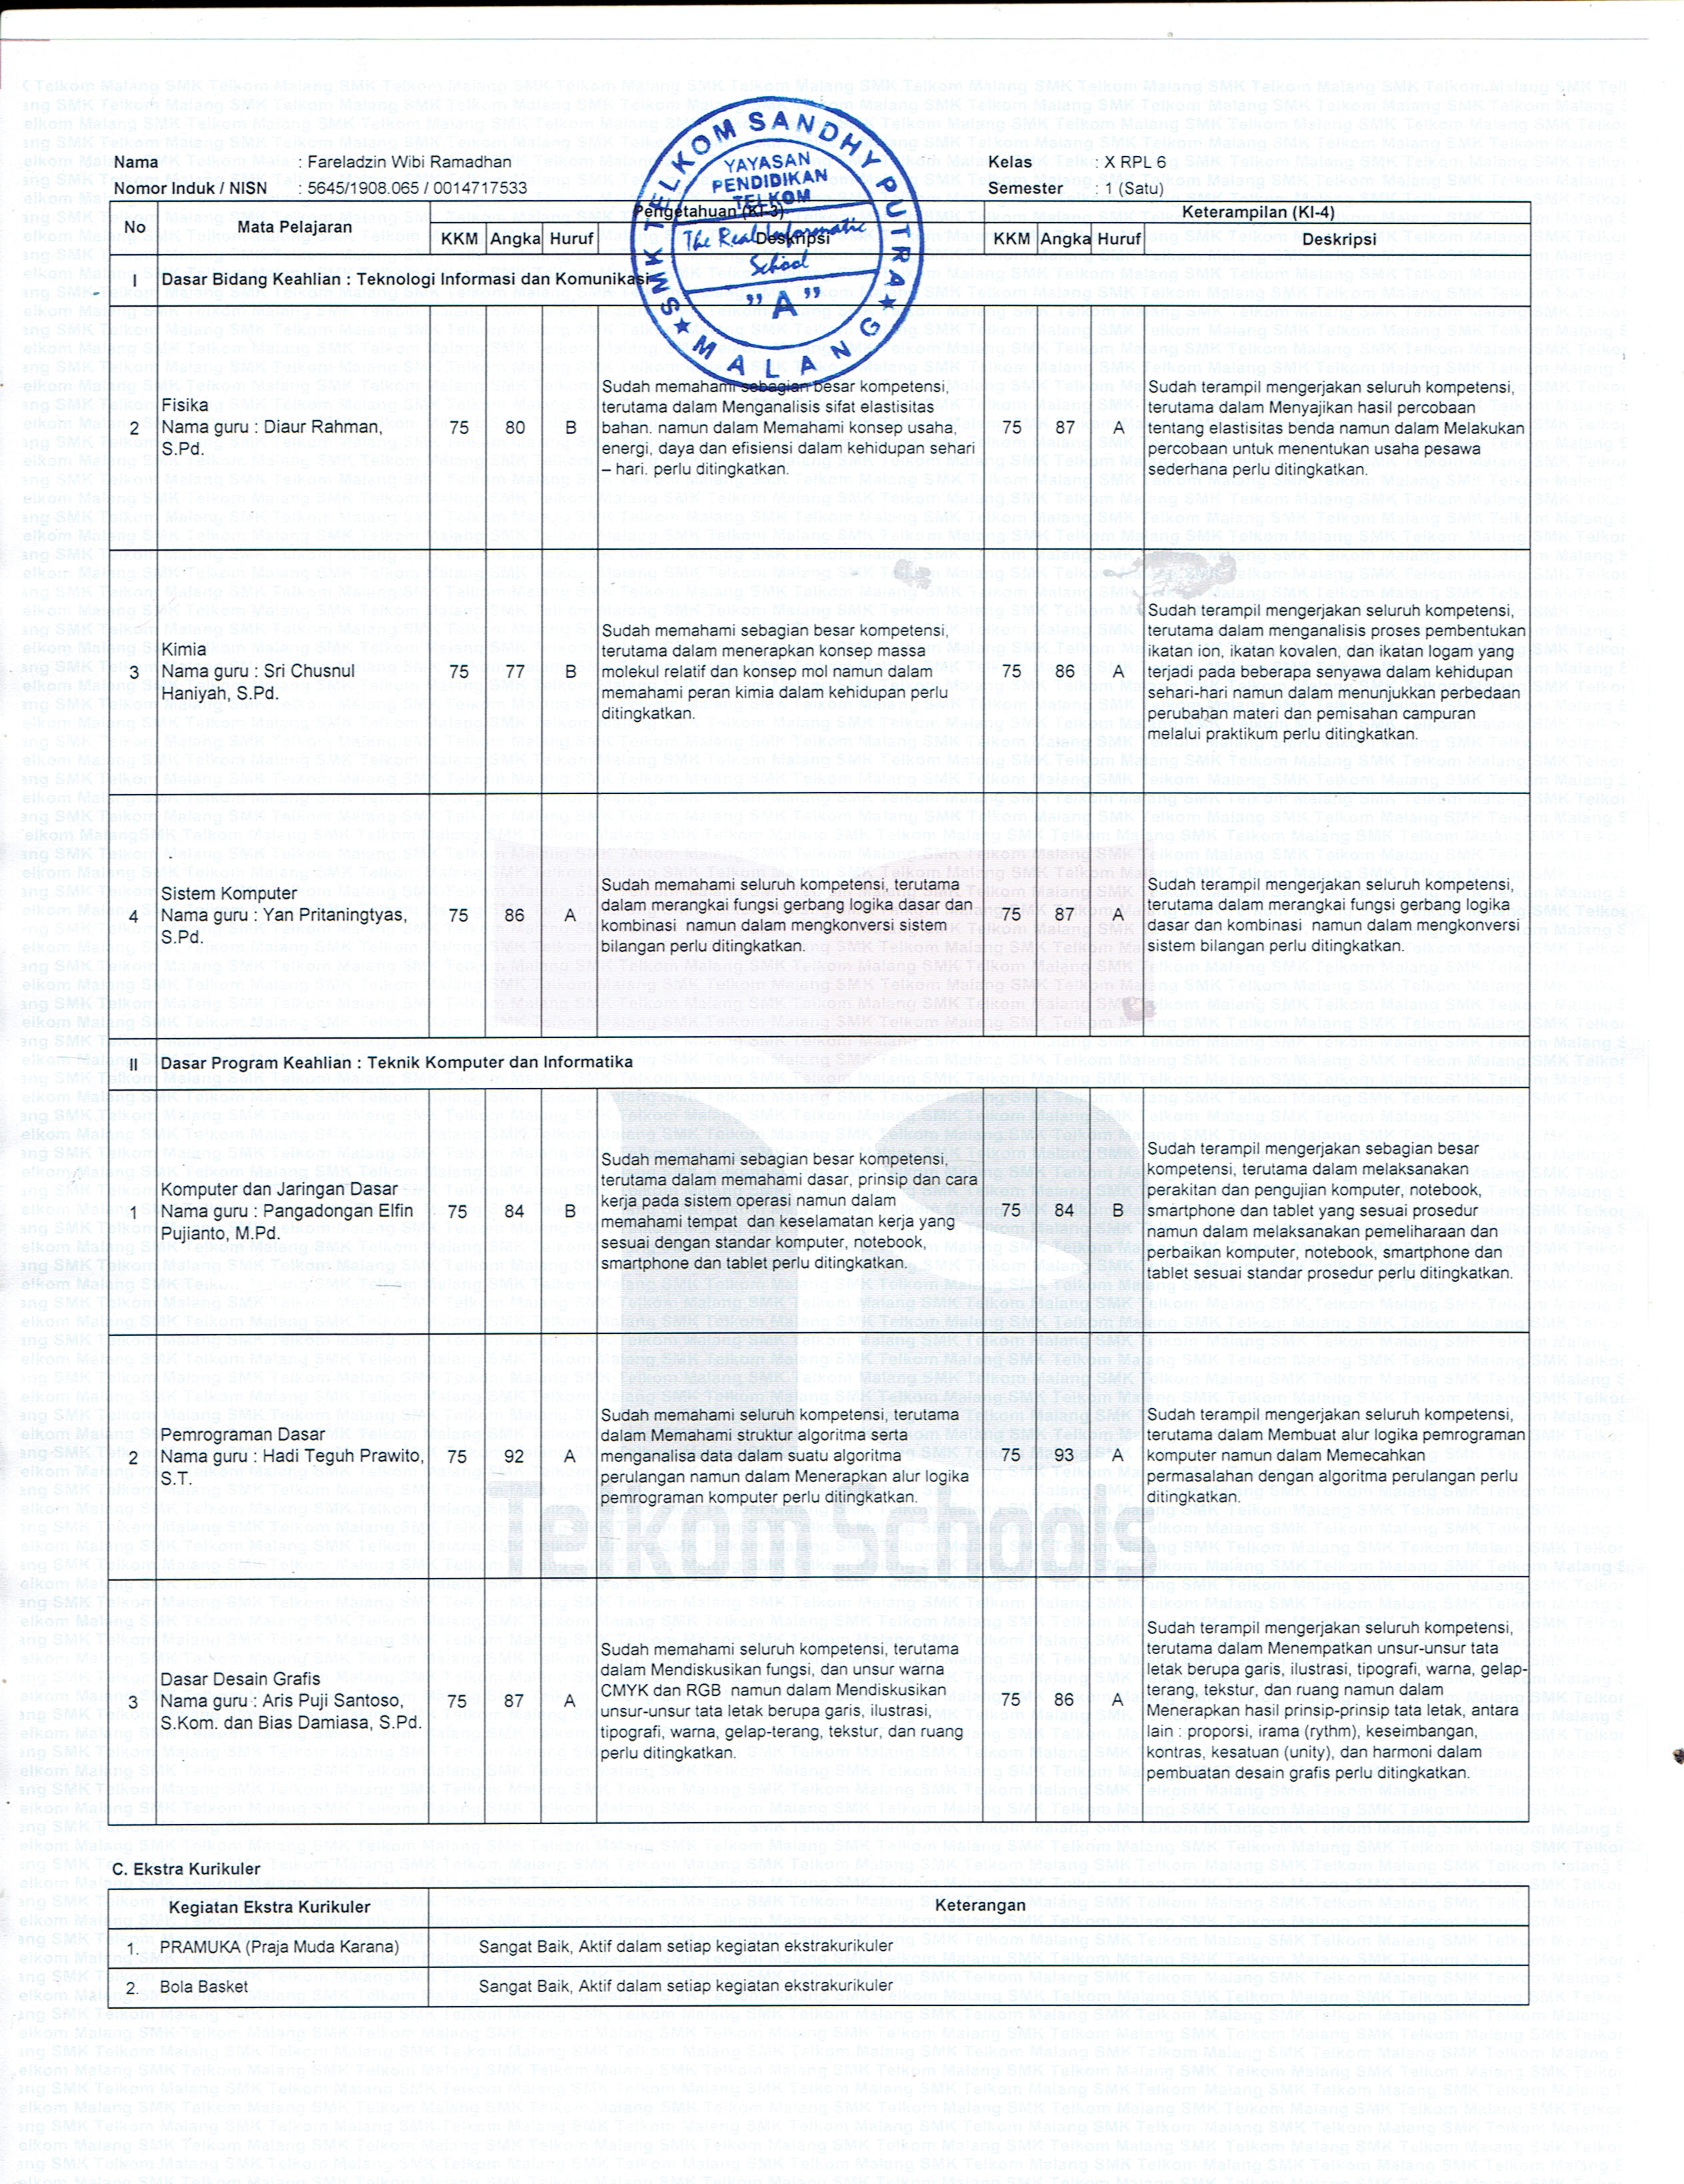 SMK TELKOM SANDHY PUTRA
YAYASAN
PENDIDIKAN
TELKOM
The Real Informatic
School
" A "
MALANG
Nama : Fareladzin Wibi Ramadhan
Nomor Induk / NISN : 5645/1908.065 / 0014717533
Kelas : X RPL 6
Semester : 1 (Satu)
No Mata Pelajaran Pengetahuan (KI-3) Keterampilan (KI-4)
KKM Angka Huruf Deskripsi KKM Angka Huruf Deskripsi
I Dasar Bidang Keahlian : Teknologi Informasi dan Komunikasi
2
Fisika
Nama guru : Diaur Rahman,
S.Pd.
75 80 B
Sudah memahami sebagian besar kompetensi,
terutama dalam Menganalisis sifat elastisitas
bahan. namun dalam Memahami konsep usaha,
energi, daya dan efisiensi dalam kehidupan sehari
– hari. perlu ditingkatkan.
75 87 A
Sudah terampil mengerjakan seluruh kompetensi,
terutama dalam Menyajikan hasil percobaan
tentang elastisitas benda namun dalam Melakukan
percobaan untuk menentukan usaha pesawa
sederhana perlu ditingkatkan.
3
Kimia
Nama guru : Sri Chusnul
Haniyah, S.Pd.
75 77 B
Sudah memahami sebagian besar kompetensi,
terutama dalam menerapkan konsep massa
molekul relatif dan konsep mol namun dalam
memahami peran kimia dalam kehidupan perlu
ditingkatkan.
75 86 A
Sudah terampil mengerjakan seluruh kompetensi,
terutama dalam menganalisis proses pembentukan
ikatan ion, ikatan kovalen, dan ikatan logam yang
terjadi pada beberapa senyawa dalam kehidupan
sehari-hari namun dalam menunjukkan perbedaan
perubahan materi dan pemisahan campuran
melalui praktikum perlu ditingkatkan.
4
Sistem Komputer
Nama guru : Yan Pritaningtyas,
S.Pd.
75 86 A
Sudah memahami seluruh kompetensi, terutama
dalam merangkai fungsi gerbang logika dasar dan
kombinasi namun dalam mengkonversi sistem
bilangan perlu ditingkatkan.
75 87 A
Sudah terampil mengerjakan seluruh kompetensi,
terutama dalam merangkai fungsi gerbang logika
dasar dan kombinasi namun dalam mengkonversi
sistem bilangan perlu ditingkatkan.
II Dasar Program Keahlian : Teknik Komputer dan Informatika
1
Komputer dan Jaringan Dasar
Nama guru : Pangadongan Elfin
Pujianto, M.Pd.
75 84 B
Sudah memahami sebagian besar kompetensi,
terutama dalam memahami dasar, prinsip dan cara
kerja pada sistem operasi namun dalam
memahami tempat dan keselamatan kerja yang
sesuai dengan standar komputer, notebook,
smartphone dan tablet perlu ditingkatkan.
75 84 B
Sudah terampil mengerjakan sebagian besar
kompetensi, terutama dalam melaksanakan
perakitan dan pengujian komputer, notebook,
smartphone dan tablet yang sesuai prosedur
namun dalam melaksanakan pemeliharaan dan
perbaikan komputer, notebook, smartphone dan
tablet sesuai standar prosedur perlu ditingkatkan.
2
Pemrograman Dasar
Nama guru : Hadi Teguh Prawito,
S.T.
75 92 A
Sudah memahami seluruh kompetensi, terutama
dalam Memahami struktur algoritma serta
menganalisa data dalam suatu algoritma
perulangan namun dalam Menerapkan alur logika
pemrograman komputer perlu ditingkatkan.
75 93 A
Sudah terampil mengerjakan seluruh kompetensi,
terutama dalam Membuat alur logika pemrograman
komputer namun dalam Memecahkan
permasalahan dengan algoritma perulangan perlu
ditingkatkan.
3
Dasar Desain Grafis
Nama guru : Aris Puji Santoso,
S.Kom. dan Bias Damiasa, S.Pd.
75 87 A
Sudah memahami seluruh kompetensi, terutama
dalam Mendiskusikan fungsi, dan unsur warna
CMYK dan RGB namun dalam Mendiskusikan
unsur-unsur tata letak berupa garis, ilustrasi,
tipografi, warna, gelap-terang, tekstur, dan ruang
perlu ditingkatkan.
75 86 A
Sudah terampil mengerjakan seluruh kompetensi,
terutama dalam Menempatkan unsur-unsur tata
letak berupa garis, ilustrasi, tipografi, warna, gelap-
terang, tekstur, dan ruang namun dalam
Menerapkan hasil prinsip-prinsip tata letak, antara
lain : proporsi, irama (rythm), keseimbangan,
kontras, kesatuan (unity), dan harmoni dalam
pembuatan desain grafis perlu ditingkatkan.
C. Ekstra Kurikuler
Kegiatan Ekstra Kurikuler Keterangan
1. PRAMUKA (Praja Muda Karana) Sangat Baik, Aktif dalam setiap kegiatan ekstrakurikuler
2. Bola Basket Sangat Baik, Aktif dalam setiap kegiatan ekstrakurikuler
Telkom Schools